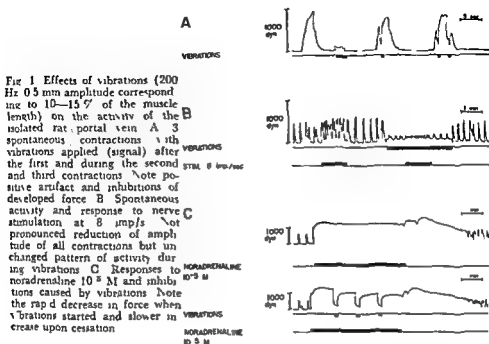 Fig 1 Effects of vibrations (200
Hz 0 5 mm amplitude correspond
ing to 10—15 % of the muscle
length) on the activity of the
isolated rat portal vein A 3
spontaneous contractions with
vibrations applied (signal) after
the first and during the second
and third contractions Note po-
sitive artifact and inhibitions of
developed force B Spontaneous
activity and response to nerve
stimulation at 8 imp/s Not
pronounced reduction of ampli
tude of all contractions but un
changed pattern of activity dur
ing vibrations C Responses to
noradrenaline 10 M and inhibi
tions caused by vibrations Note
the rapid decrease in force when
vibrations started and slower in
crease upon cessation
A
1000
dyn
VIBRATIONS
B
1000
dyn
VIBRATIONS
STIM 8 imp/sec
C
1000
dyn
NORADRENALINE
M
1000
dyn
VIBRATIONS
NORADRENALINE
M